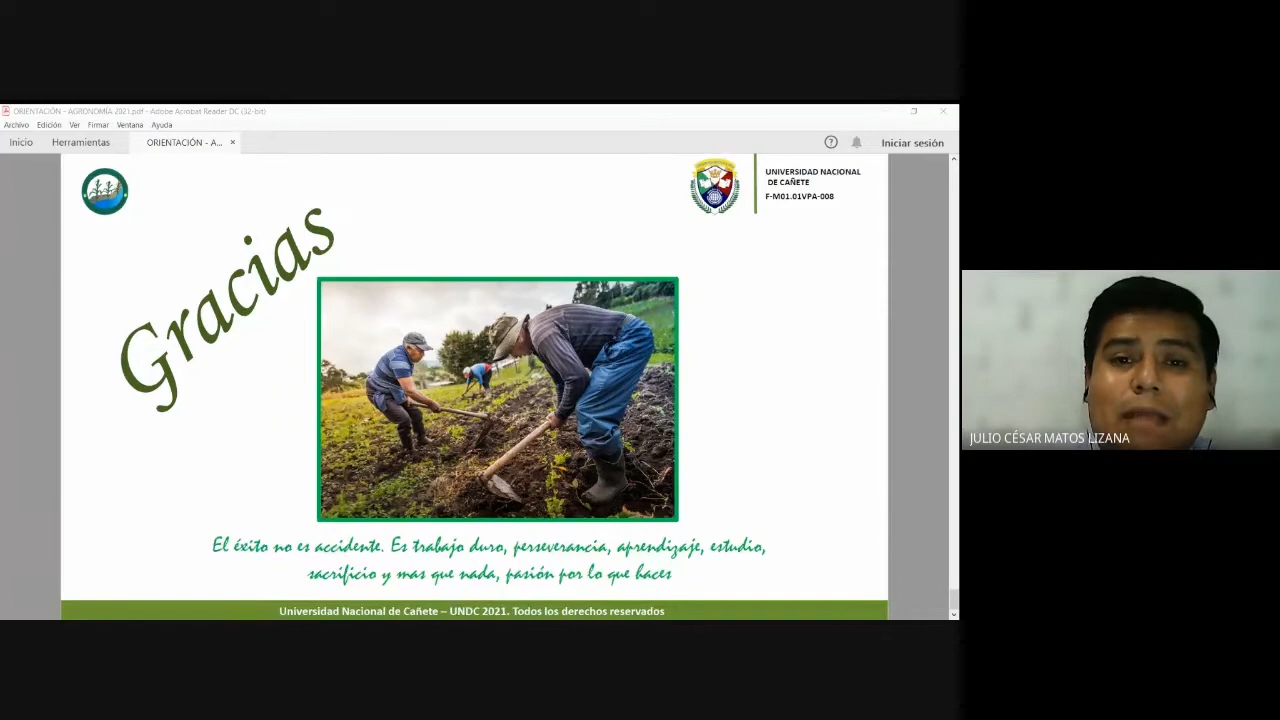 ORIENTACIÓN - AGRONOMÍA 2021.pdf - Adobe Acrobat Reader DC (32-bit)
Archivo Edición Ver Firmar Ventana Ayuda
Inicio Herramientas ORIENTACIÓN - A... × Iniciar sesión
UNIVERSIDAD NACIONAL
DE CAÑETE
F-M01.01VPA-008
Gracias
JULIO CÉSAR MATOS LIZANA
El éxito no es accidente. Es trabajo duro, perseverancia, aprendizaje, estudio,
sacrificio y mas que nada, pasión por lo que haces
Universidad Nacional de Cañete – UNDC 2021. Todos los derechos reservados